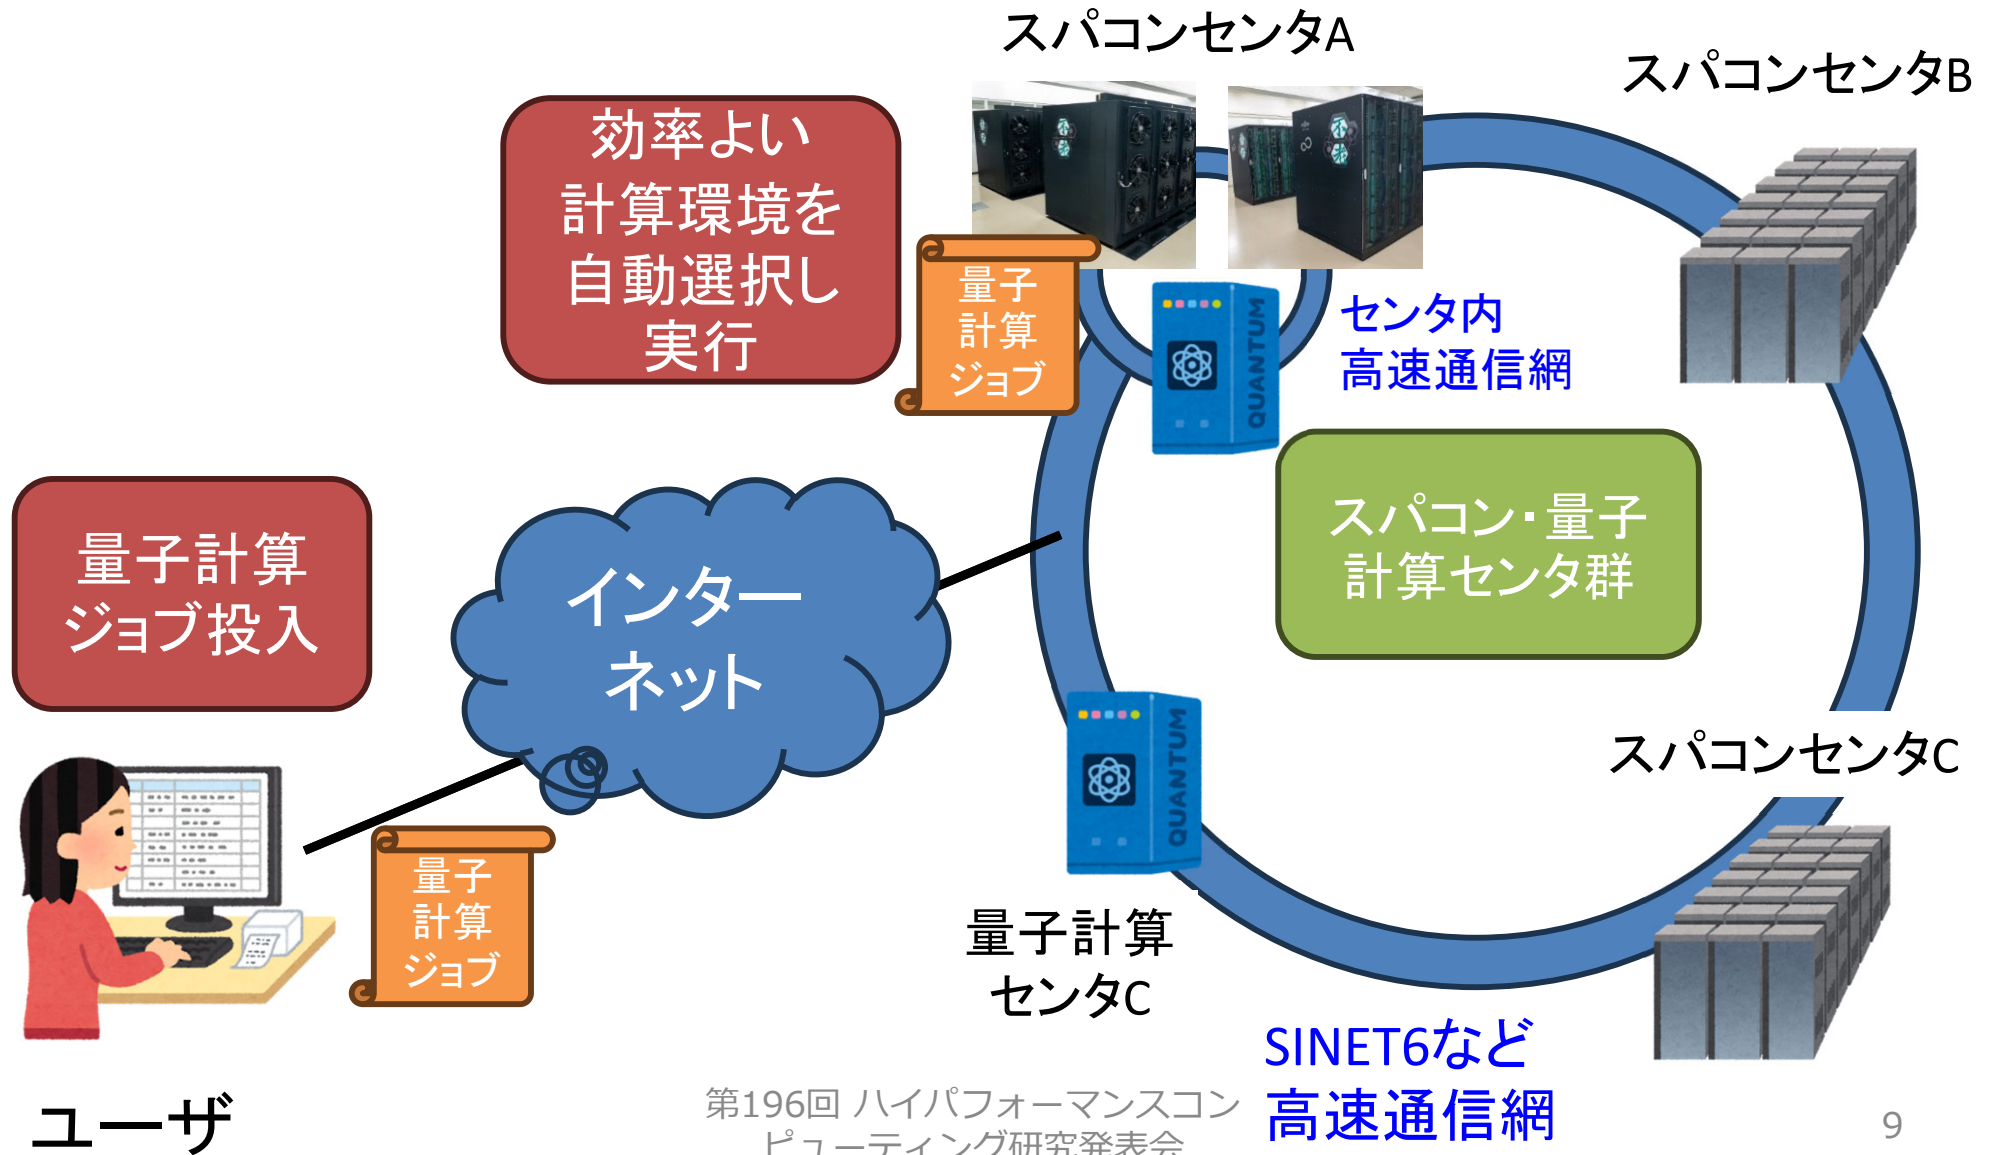 スパコンセンタA
スパコンセンタB
効率よい
計算環境を
自動選択し
実行
量子
計算
ジョブ
センタ内
高速通信網
QUANTUM
スパコン・量子
計算センタ群
量子計算
ジョブ投入
インター
ネット
QUANTUM
スパコンセンタC
量子
計算
ジョブ
量子計算
センタC
SINET6など
高速通信網
ユーザ
第196回 ハイパフォーマンスコン
ピューティング研究発表会
9